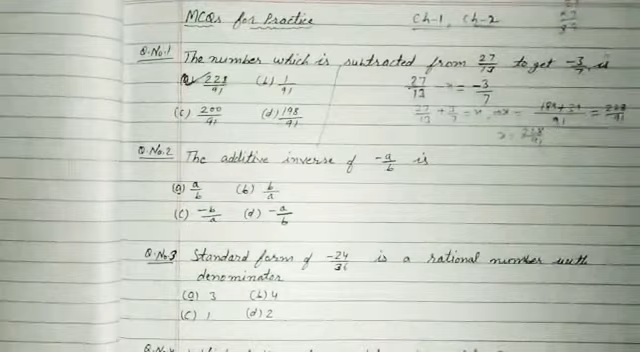 MCQs for Practice Ch-1, Ch-2
Q.No.1 The number which is subtracted from 27/13 to get -3/7 is
(a) 228/91 (b) 1/91
(c) 200/91 (d) 198/91
27/13 - x = -3/7
27/13 + 3/7 = x
Q.No.2 The additive inverse of -a/b is
(a) a/b (b) b/a
(c) -b/a (d) -a/b
Q.No.3 Standard form of -24/36 is a rational number with
denominator
(a) 3 (b) 4
(c) 1 (d) 2